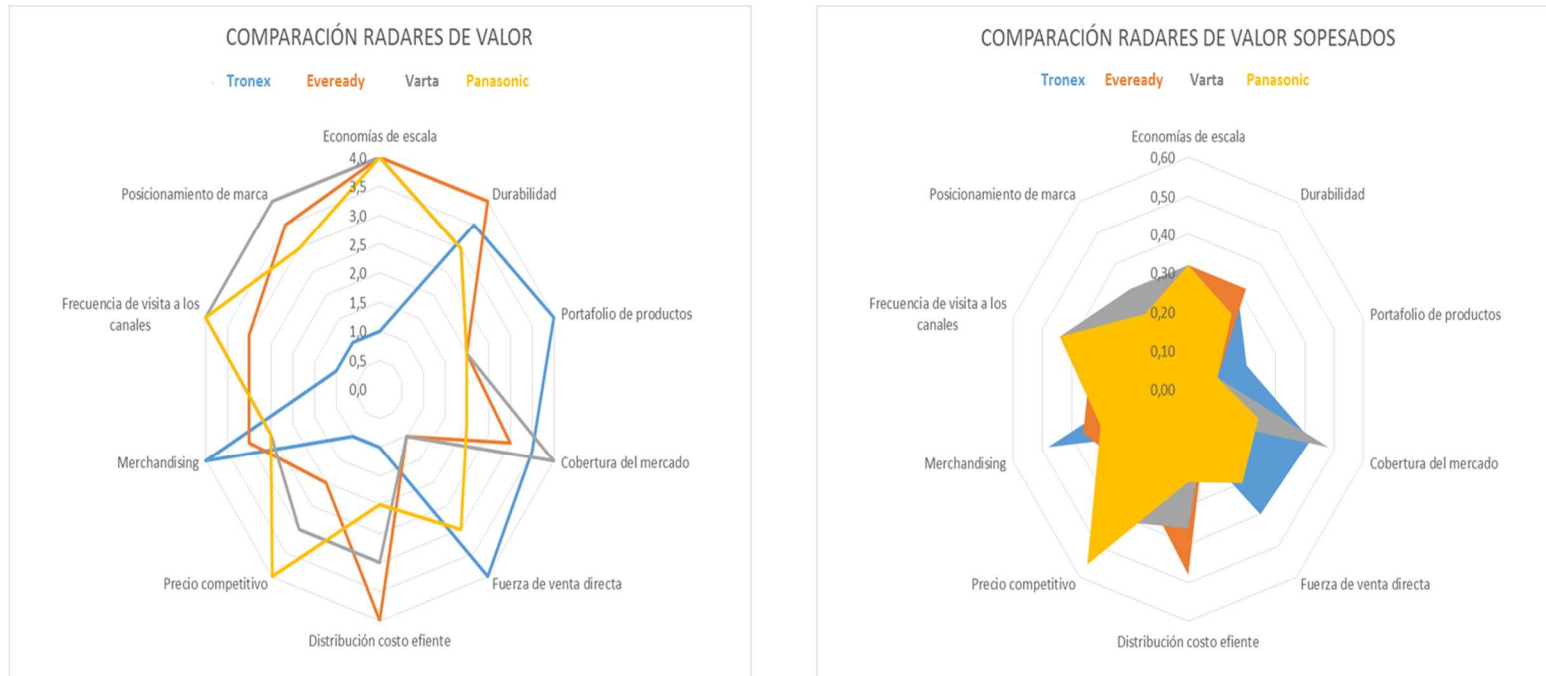 COMPARACIÓN RADARES DE VALOR
Tronex Eveready Varta Panasonic
Economías de escala
4,0
Posicionamiento de marca
3,5
Durabilidad
3,0
2,5
2,0
Frecuencia de visita a los
canales
1,5
Portafolio de productos
1,0
0,5
0,0
Merchandising
Cobertura del mercado
Precio competitivo
Fuerza de venta directa
Distribución costo efiente
COMPARACIÓN RADARES DE VALOR SOPESADOS
Tronex Eveready Varta Panasonic
Economías de escala
0,60
Posicionamiento de marca
0,50
Durabilidad
0,40
Frecuencia de visita a los
canales
0,30
Portafolio de productos
0,20
0,10
0,00
Merchandising
Cobertura del mercado
Precio competitivo
Fuerza de venta directa
Distribución costo efiente